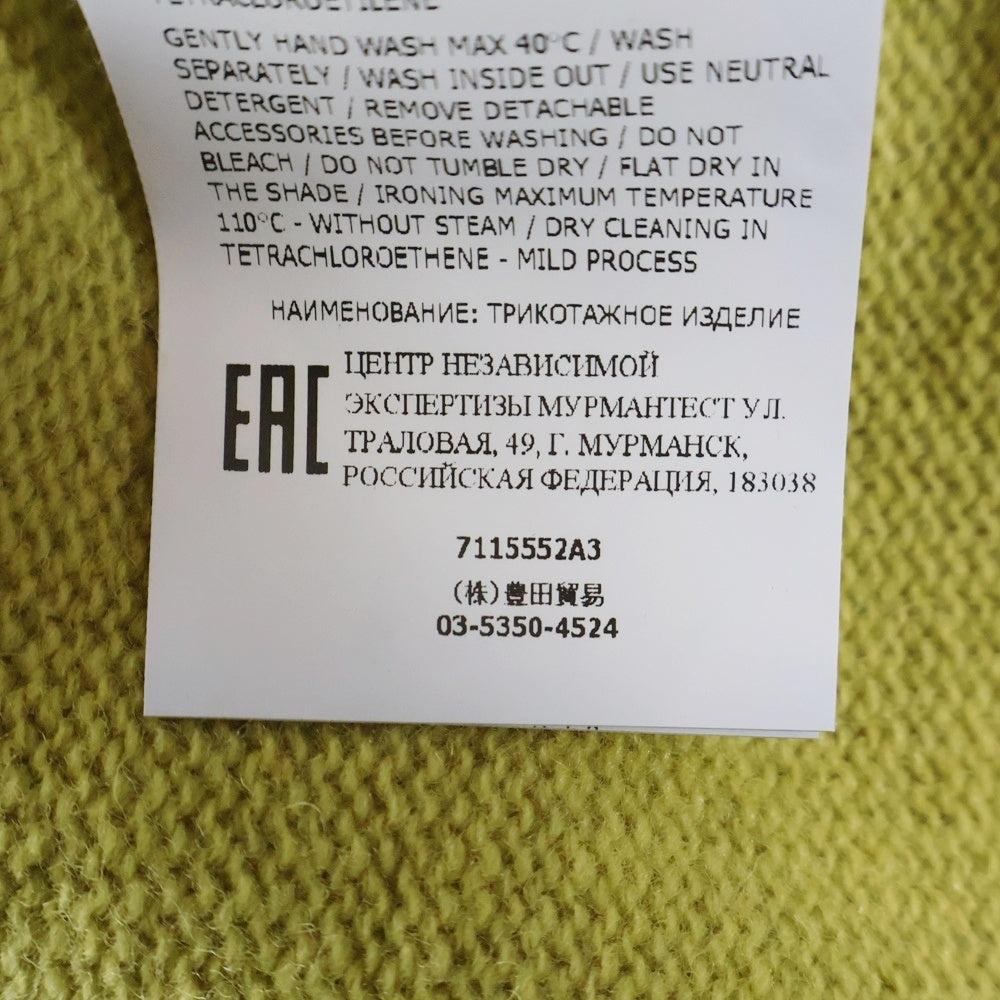 TETRACLOROETILENE
GENTLY HAND WASH MAX 40°C / WASH
SEPARATELY / WASH INSIDE OUT / USE NEUTRAL
DETERGENT / REMOVE DETACHABLE
ACCESSORIES BEFORE WASHING / DO NOT
BLEACH / DO NOT TUMBLE DRY / FLAT DRY IN
THE SHADE / IRONING MAXIMUM TEMPERATURE
110°C - WITHOUT STEAM / DRY CLEANING IN
TETRACHLOROETHENE - MILD PROCESS
НАИМЕНОВАНИЕ: ТРИКОТАЖНОЕ ИЗДЕЛИЕ
EAC
ЦЕНТР НЕЗАВИСИМОЙ
ЭКСПЕРТИЗЫ МУРМАНТЕСТ УЛ.
ТРАЛОВАЯ, 49, Г. МУРМАНСК,
РОССИЙСКАЯ ФЕДЕРАЦИЯ, 183038
7115552A3
(株)豊田貿易
03-5350-4524